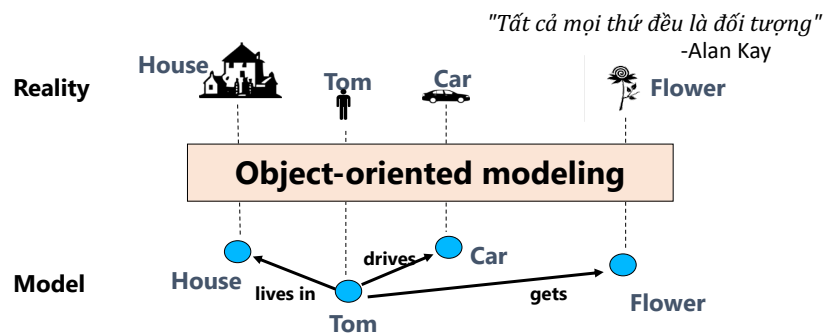 "Tất cả mọi thứ đều là đối tượng"
-Alan Kay
House
Tom
Car
Reality
Flower
Object-oriented modeling
drives
Car
House
lives in
Model
gets
Flower
Tom